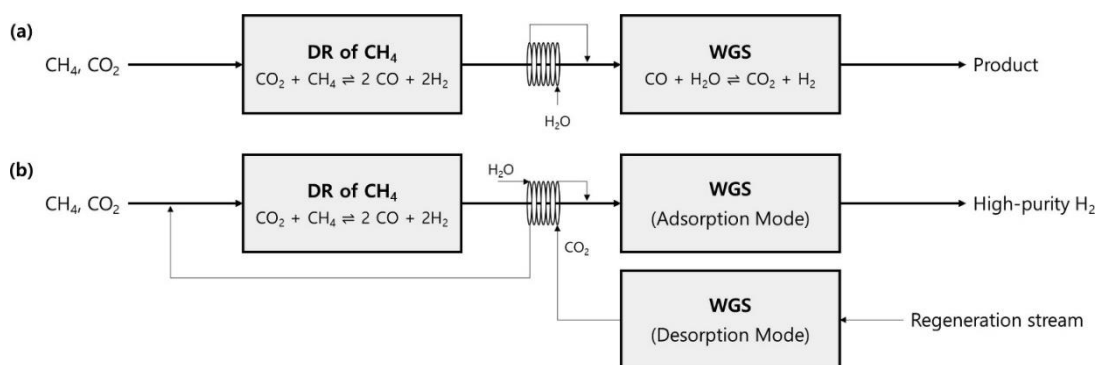 (a)
CH₄, CO₂
DR of CH₄
CO₂ + CH₄ ⇌ 2 CO + 2H₂
H₂O
WGS
CO + H₂O ⇌ CO₂ + H₂
Product
(b)
CH₄, CO₂
DR of CH₄
CO₂ + CH₄ ⇌ 2 CO + 2H₂
H₂O
CO₂
WGS
(Adsorption Mode)
High-purity H₂
WGS
(Desorption Mode)
Regeneration stream